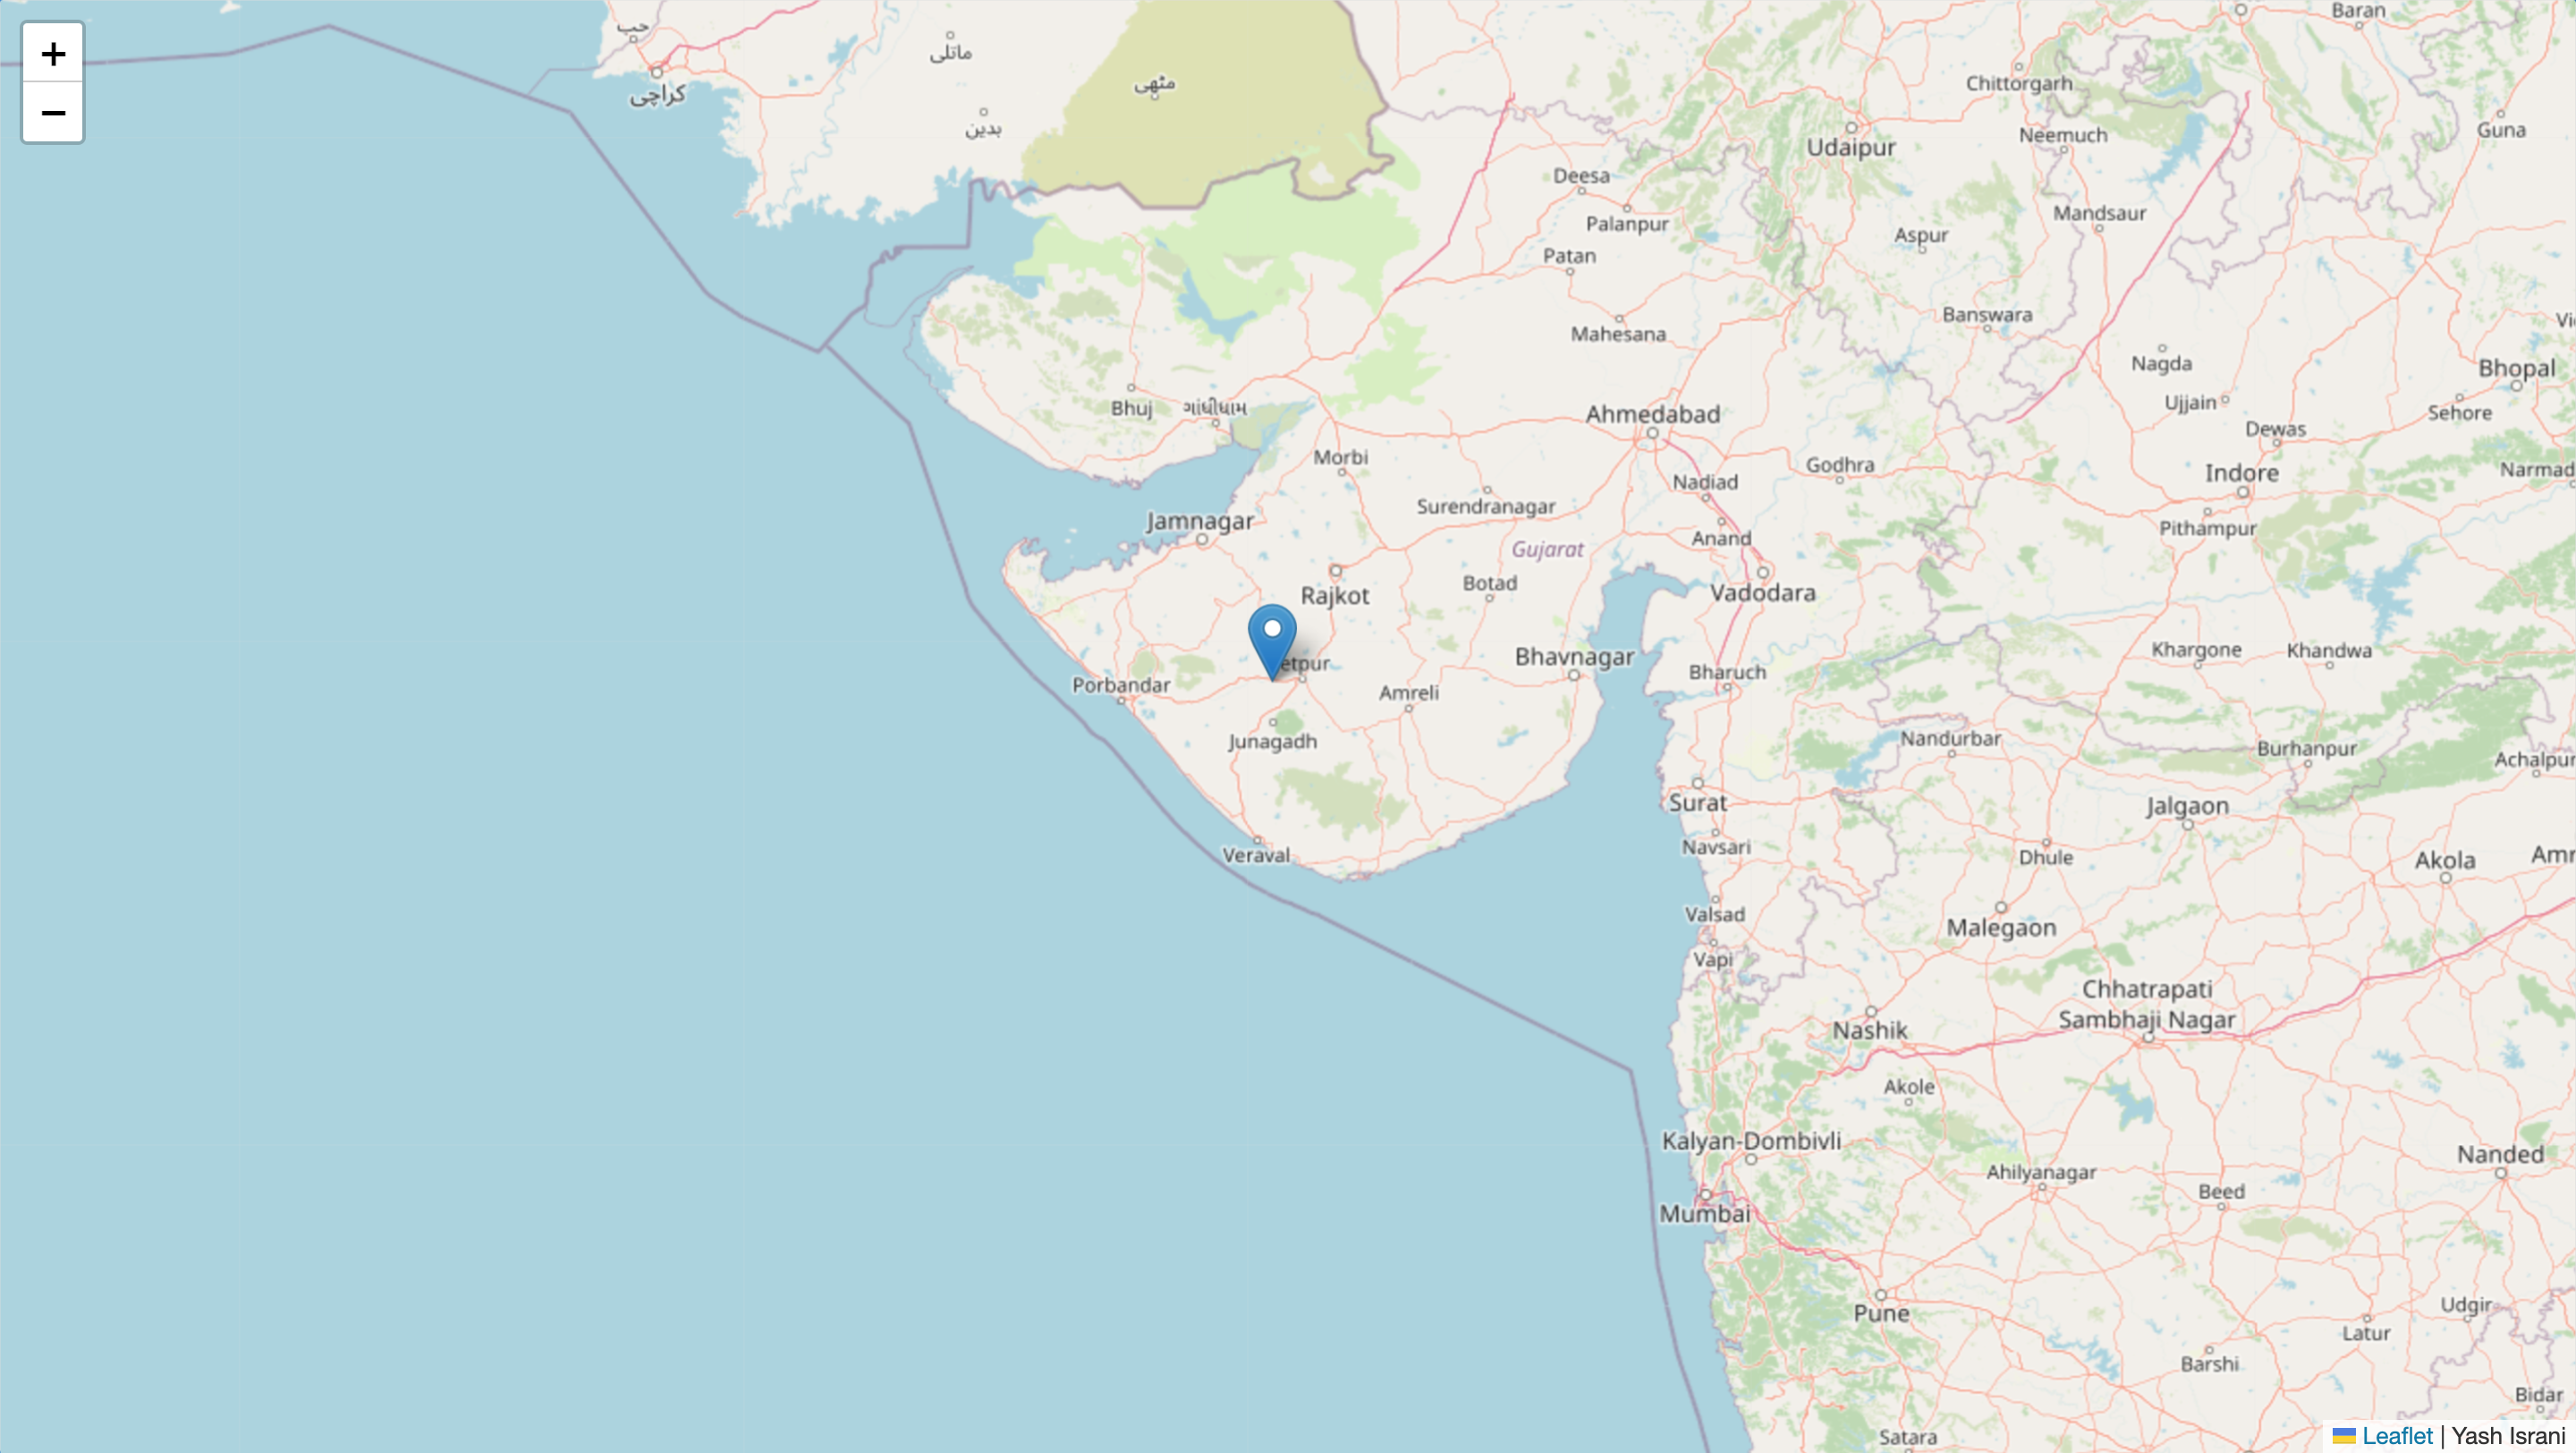 +
−
حب
کراچی
ماتلی
مٹھی
بدین
Baran
Chittorgarh
Neemuch
Guna
Udaipur
Deesa
Palanpur
Mandsaur
Aspur
Patan
Mahesana
Banswara
Vi
Nagda
Bhopal
Bhuj
ગાંધીધામ
Ahmedabad
Ujjain
Sehore
Dewas
Morbi
Godhra
Indore
Narmad
Nadiad
Surendranagar
Jamnagar
Pithampur
Anand
Gujarat
Botad
Vadodara
Rajkot
etpur
Bhavnagar
Khargone
Khandwa
Bharuch
Porbandar
Amreli
Junagadh
Nandurbar
Burhanpur
Achalpur
Surat
Jalgaon
Navsari
Veraval
Dhule
Akola
Amr
Valsad
Malegaon
Vapi
Chhatrapati
Sambhaji Nagar
Nashik
Akole
Kalyan-Dombivli
Nanded
Ahilyanagar
Beed
Mumbai
Pune
Udgir
Latur
Barshi
Bidar
Satara
Leaflet | Yash Israni